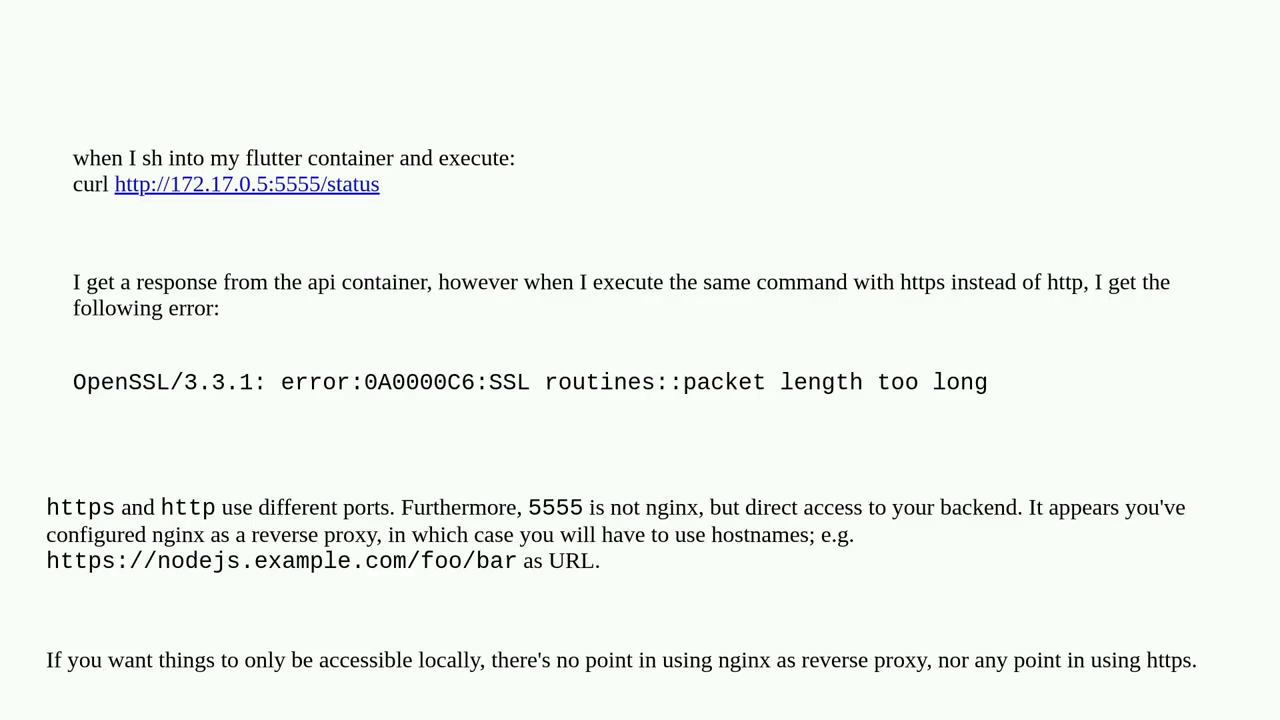 when I sh into my flutter container and execute:
curl http://172.17.0.5:5555/status
I get a response from the api container, however when I execute the same command with https instead of http, I get the
following error:
OpenSSL/3.3.1: error:0A0000C6:SSL routines::packet length too long
https and http use different ports. Furthermore, 5555 is not nginx, but direct access to your backend. It appears you've
configured nginx as a reverse proxy, in which case you will have to use hostnames; e.g.
https://nodejs.example.com/foo/bar as URL.
If you want things to only be accessible locally, there's no point in using nginx as reverse proxy, nor any point in using https.